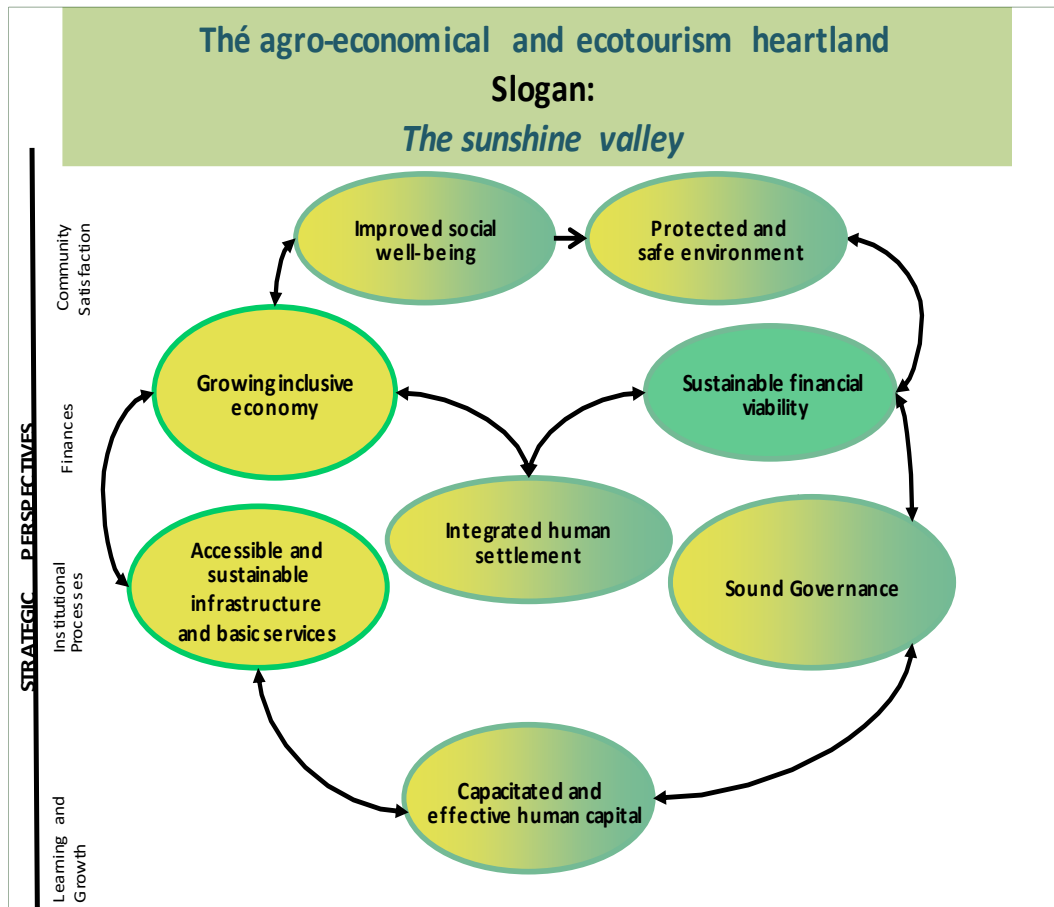 Thé agro-economical and ecotourism heartland
Slogan:
The sunshine valley
STRATEGIC PERSPECTIVES
Community
Satisfaction
Finances
Institutional
Processes
Learning and
Growth
Improved social
well-being
Protected and
safe environment
Growing inclusive
economy
Sustainable financial
viability
Integrated human
settlement
Accessible and
sustainable
infrastructure
and basic services
Sound Governance
Capacitated and
effective human capital